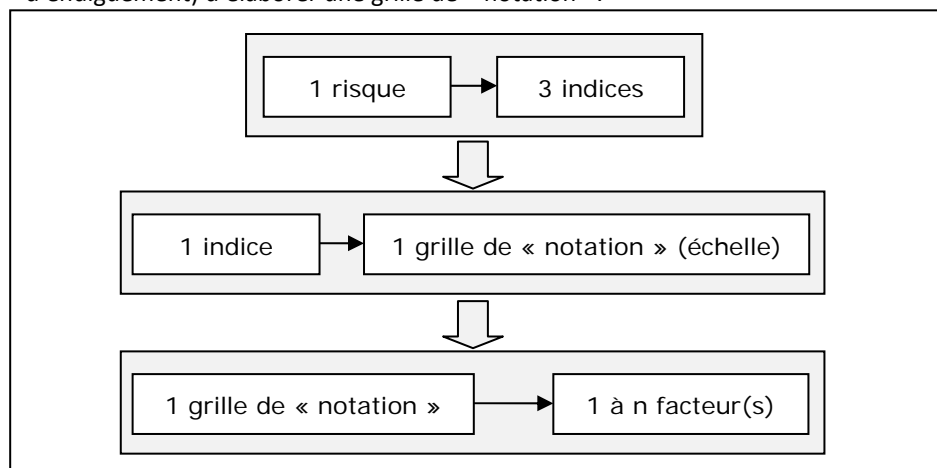 d'endiguement) à élaborer une grille de « notation » :
1 risque
3 indices
1 indice
1 grille de « notation » (échelle)
1 grille de « notation »
1 à n facteur(s)